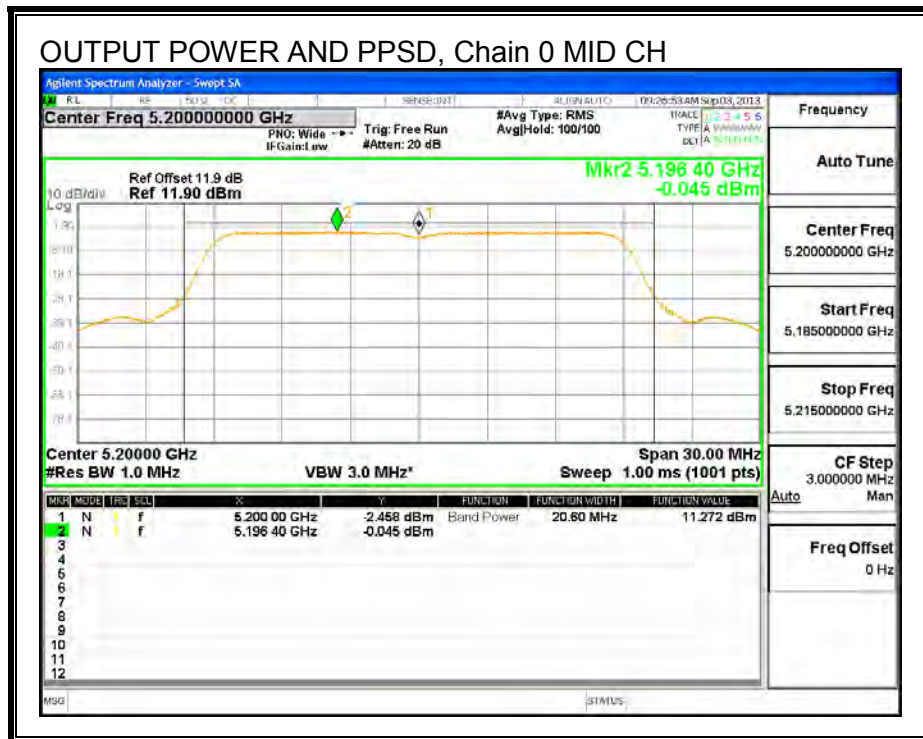 OUTPUT POWER AND PPSD, Chain 0 MID CH
Agilent Spectrum Analyzer - Swept SA
RL RF 50 Ω DC SENSE:INT ALIGN AUTO 09:26:53 AM Sep 03, 2013
Center Freq 5.200000000 GHz
PNO: Wide
IFGain:Low
Trig: Free Run
#Atten: 20 dB
#Avg Type: RMS
Avg|Hold: 100/100
TRACE 1 2 3 4 5 6
TYPE A
DET A
Mkr2 5.196 40 GHz
-0.045 dBm
Ref Offset 11.9 dB
10 dB/div Ref 11.90 dBm
Log
1.90
2
1
Center 5.20000 GHz
Span 30.00 MHz
#Res BW 1.0 MHz
VBW 3.0 MHz*
Sweep 1.00 ms (1001 pts)
MKR MODE TRC SCL X Y FUNCTION FUNCTION WIDTH FUNCTION VALUE
1 N 1 f 5.200 00 GHz -2.458 dBm Band Power 20.60 MHz 11.272 dBm
2 N 1 f 5.196 40 GHz -0.045 dBm
3
4
5
6
7
8
9
10
11
12
MSG
STATUS
Frequency
Auto Tune
Center Freq
5.200000000 GHz
Start Freq
5.185000000 GHz
Stop Freq
5.215000000 GHz
CF Step
3.000000 MHz
Auto Man
Freq Offset
0 Hz